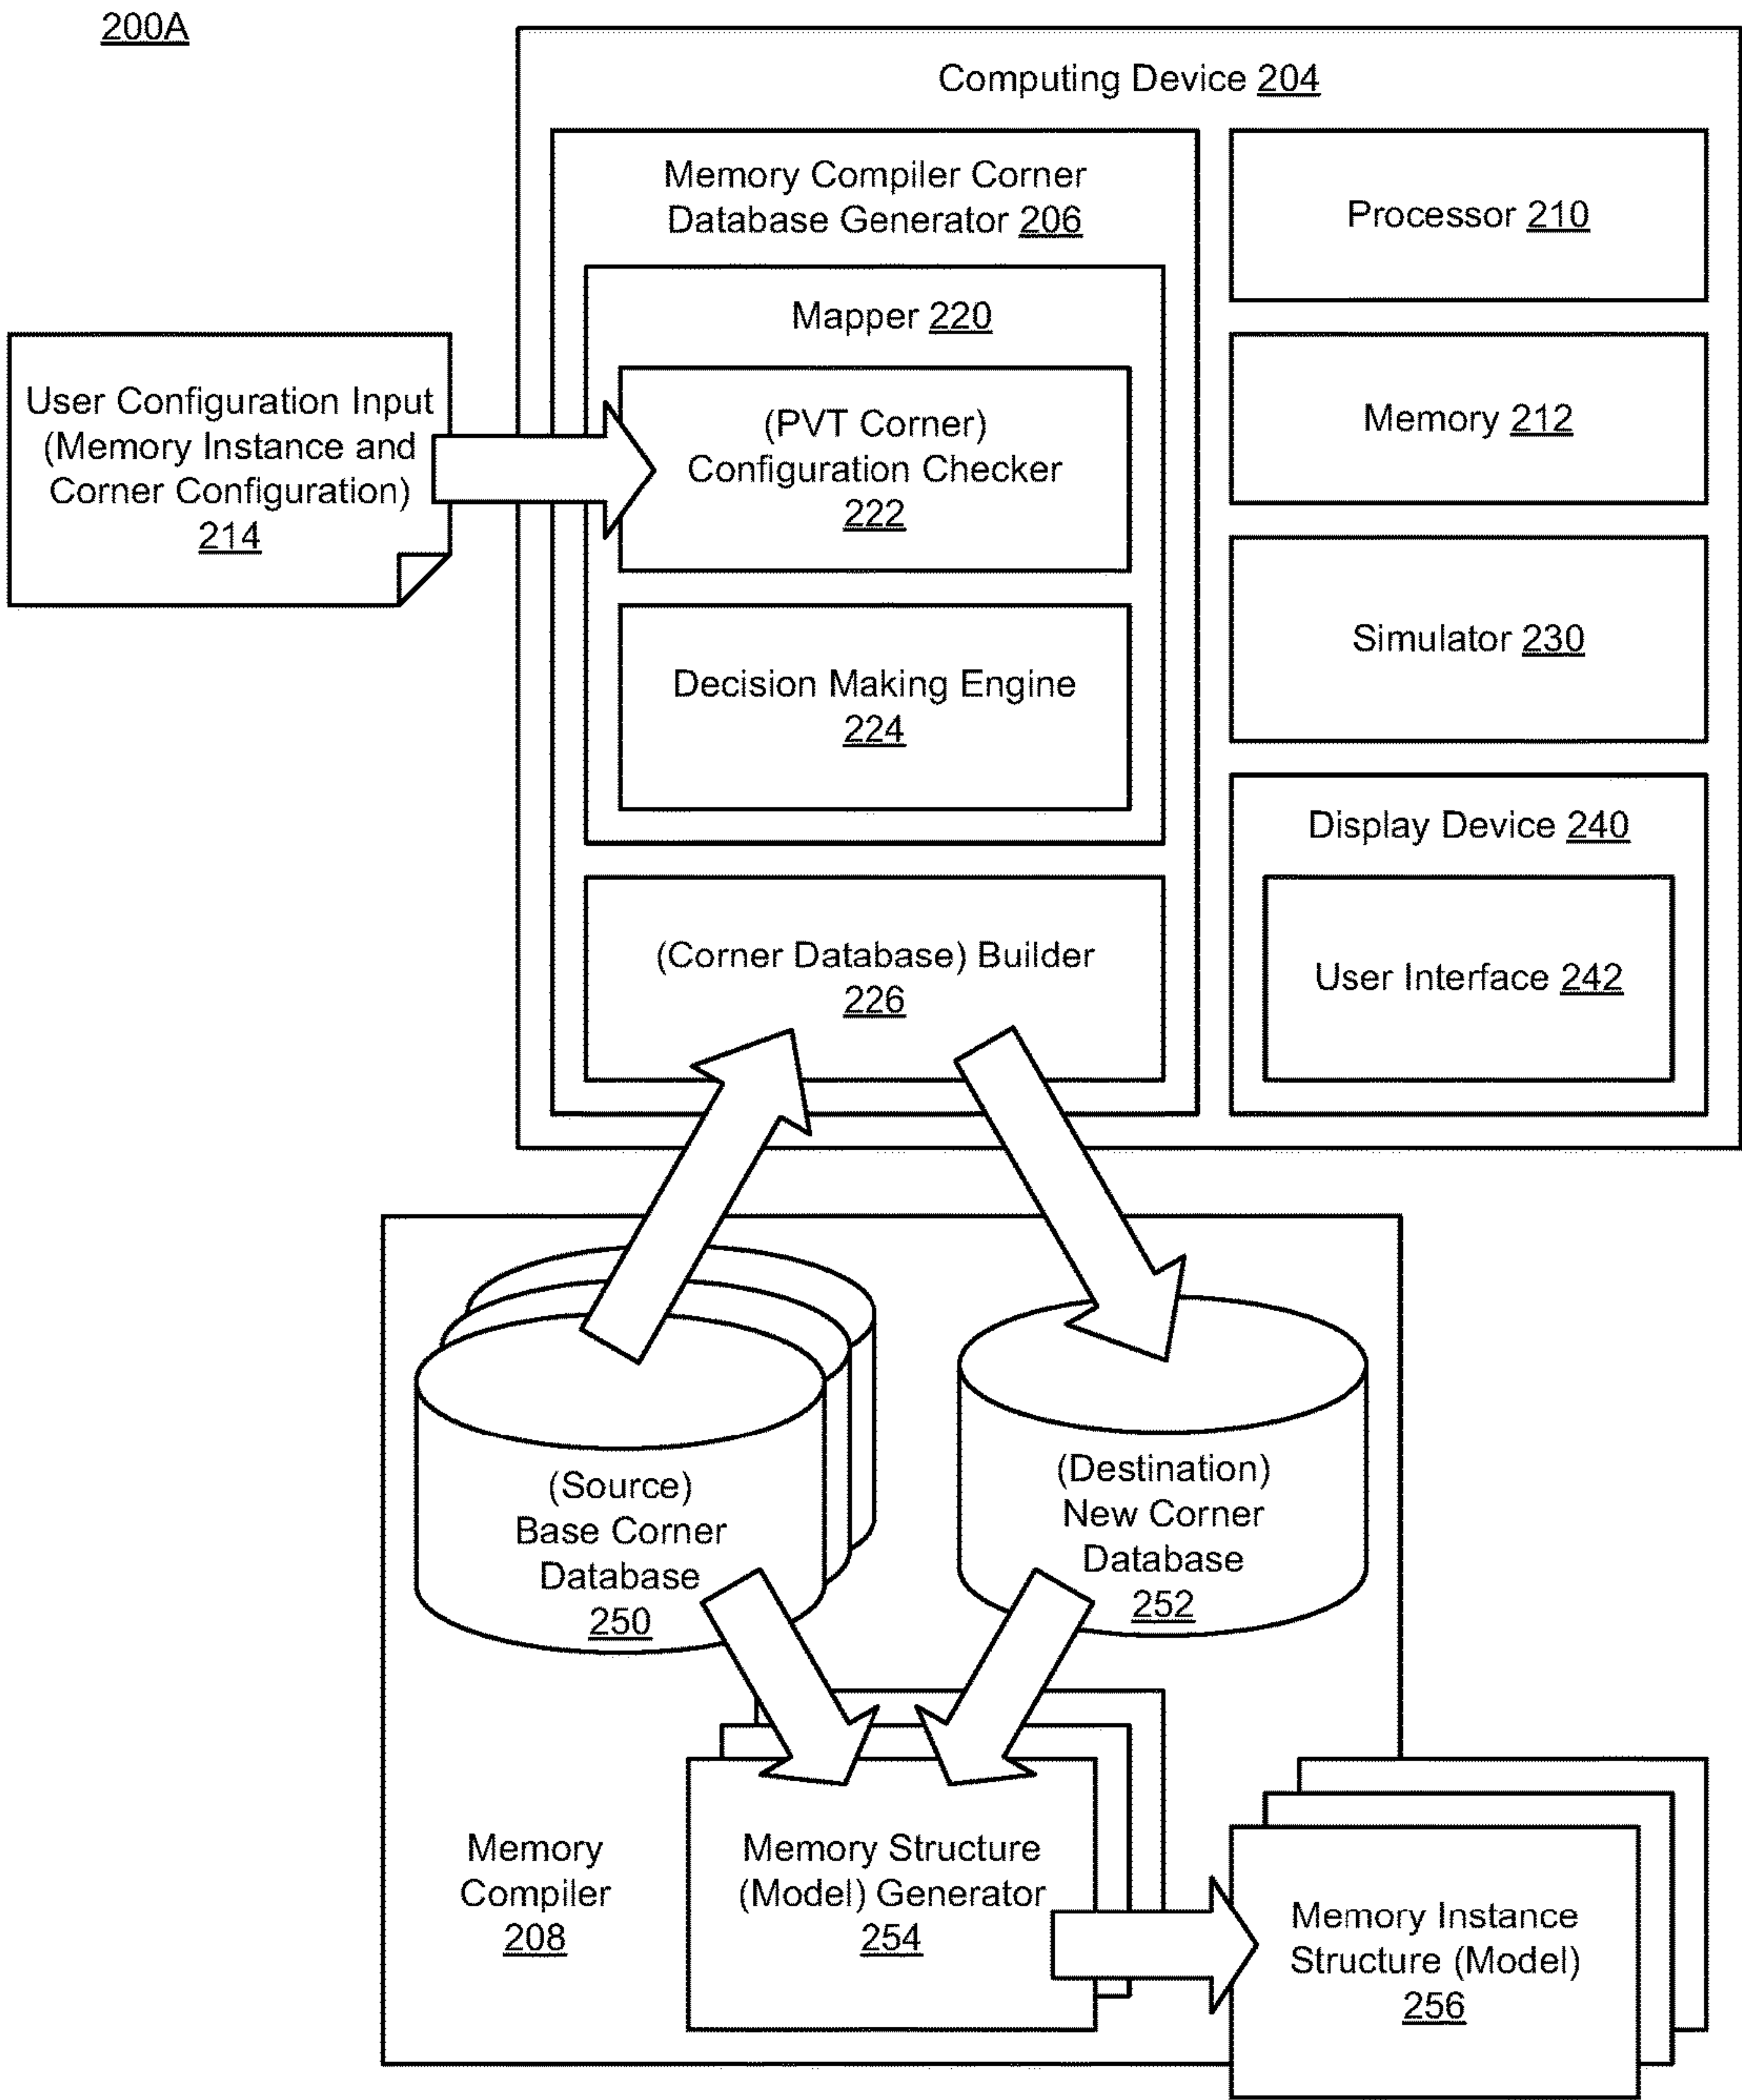 200A
Computing Device 204
Memory Compiler Corner
Database Generator 206
Processor 210
Mapper 220
Memory 212
User Configuration Input
(Memory Instance and
Corner Configuration)
214
(PVT Corner)
Configuration Checker
222
Simulator 230
Decision Making Engine
224
Display Device 240
User Interface 242
(Corner Database) Builder
226
(Source)
Base Corner
Database
250
(Destination)
New Corner
Database
252
Memory
Compiler
208
Memory Structure
(Model) Generator
254
Memory Instance
Structure (Model)
256